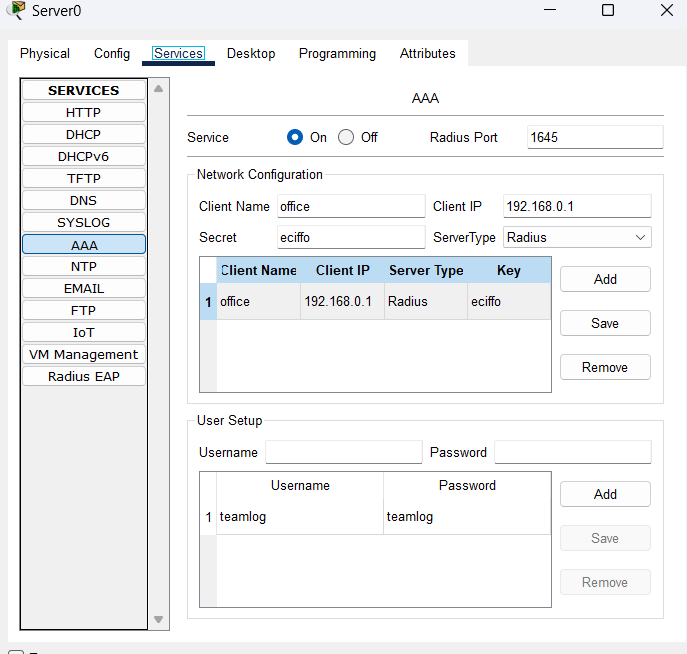 Server0
Physical Config Services Desktop Programming Attributes
SERVICES
HTTP
DHCP
DHCPv6
TFTP
DNS
SYSLOG
AAA
NTP
EMAIL
FTP
IoT
VM Management
Radius EAP
AAA
Service On Off Radius Port 1645
Network Configuration
Client Name office Client IP 192.168.0.1
Secret eciffo ServerType Radius
Client Name Client IP Server Type Key
1 office 192.168.0.1 Radius eciffo
Add
Save
Remove
User Setup
Username Password
Username Password
1 teamlog teamlog
Add
Save
Remove